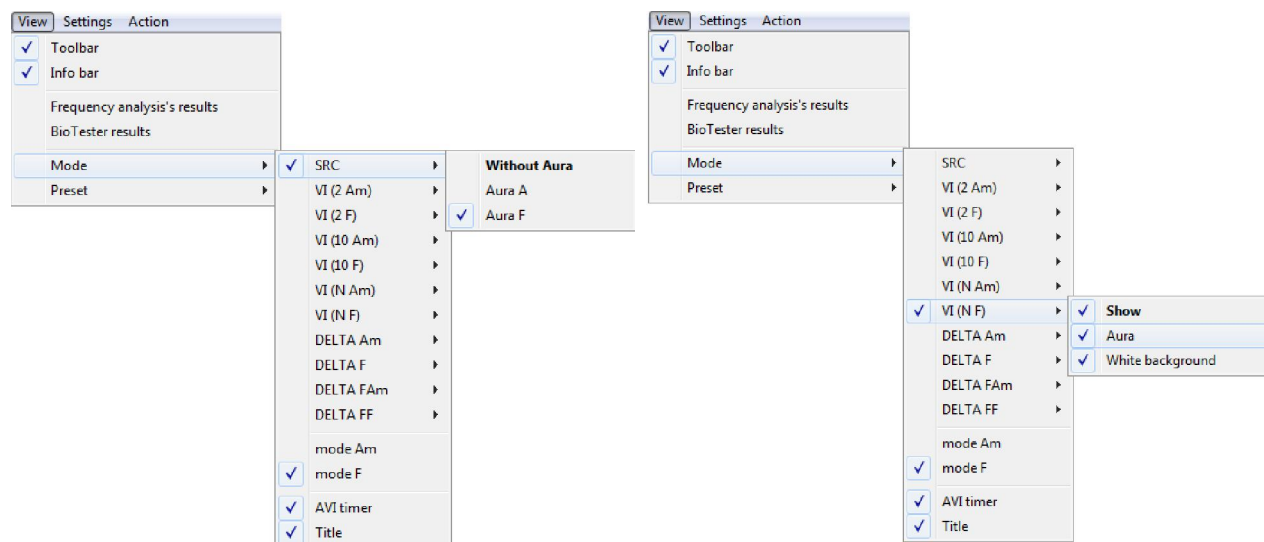 View Settings Action
Toolbar
Info bar
Frequency analysis's results
BioTester results
Mode
Preset
SRC
VI (2 Am)
VI (2 F)
VI (10 Am)
VI (10 F)
VI (N Am)
VI (N F)
DELTA Am
DELTA F
DELTA FAm
DELTA FF
mode Am
mode F
AVI timer
Title
Without Aura
Aura A
Aura F
View Settings Action
Toolbar
Info bar
Frequency analysis's results
BioTester results
Mode
Preset
SRC
VI (2 Am)
VI (2 F)
VI (10 Am)
VI (10 F)
VI (N Am)
VI (N F)
DELTA Am
DELTA F
DELTA FAm
DELTA FF
mode Am
mode F
AVI timer
Title
Show
Aura
White background